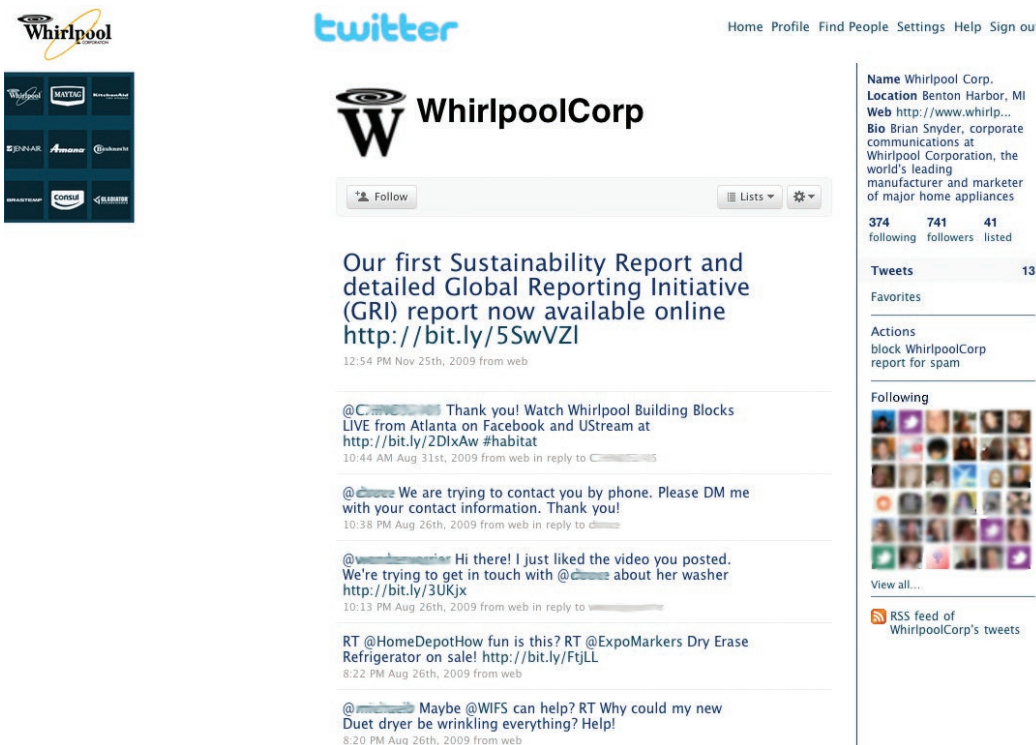 Whirlpool
CORPORATION
Whirlpool
MAYTAG
KitchenAid
JENN-AIR
Amana
Bauknecht
BRASTEMP
consul
GLADIATOR
twitter
Home Profile Find People Settings Help Sign ou
WhirlpoolCorp
Follow
Lists
Our first Sustainability Report and
detailed Global Reporting Initiative
(GRI) report now available online
http://bit.ly/5SwVZl
12:54 PM Nov 25th, 2009 from web
@ Thank you! Watch Whirlpool Building Blocks
LIVE from Atlanta on Facebook and UStream at
http://bit.ly/2DIxAw #habitat
10:44 AM Aug 31st, 2009 from web in reply to
@ We are trying to contact you by phone. Please DM me
with your contact information. Thank you!
10:38 PM Aug 26th, 2009 from web in reply to
@ Hi there! I just liked the video you posted.
We're trying to get in touch with @ about her washer
http://bit.ly/3UKjx
10:13 PM Aug 26th, 2009 from web in reply to
RT @HomeDepotHow fun is this? RT @ExpoMarkers Dry Erase
Refrigerator on sale! http://bit.ly/FtjLL
8:22 PM Aug 26th, 2009 from web
@ Maybe @WIFS can help? RT Why could my new
Duet dryer be wrinkling everything? Help!
8:20 PM Aug 26th, 2009 from web
Name Whirlpool Corp.
Location Benton Harbor, MI
Web http://www.whirlp...
Bio Brian Snyder, corporate
communications at
Whirlpool Corporation, the
world's leading
manufacturer and marketer
of major home appliances
374 741 41
following followers listed
Tweets 13
Favorites
Actions
block WhirlpoolCorp
report for spam
Following
View all...
RSS feed of
WhirlpoolCorp's tweets